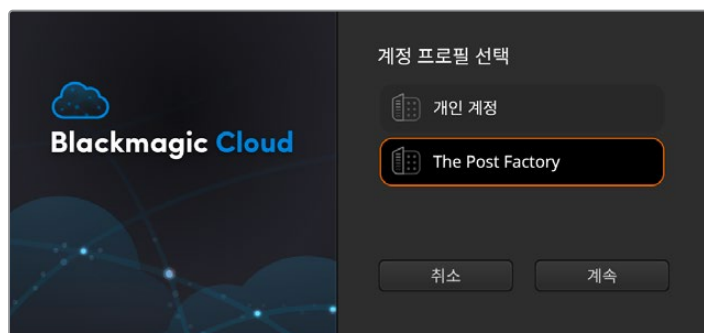 Blackmagic Cloud
계정 프로필 선택
개인 계정
The Post Factory
취소
계속